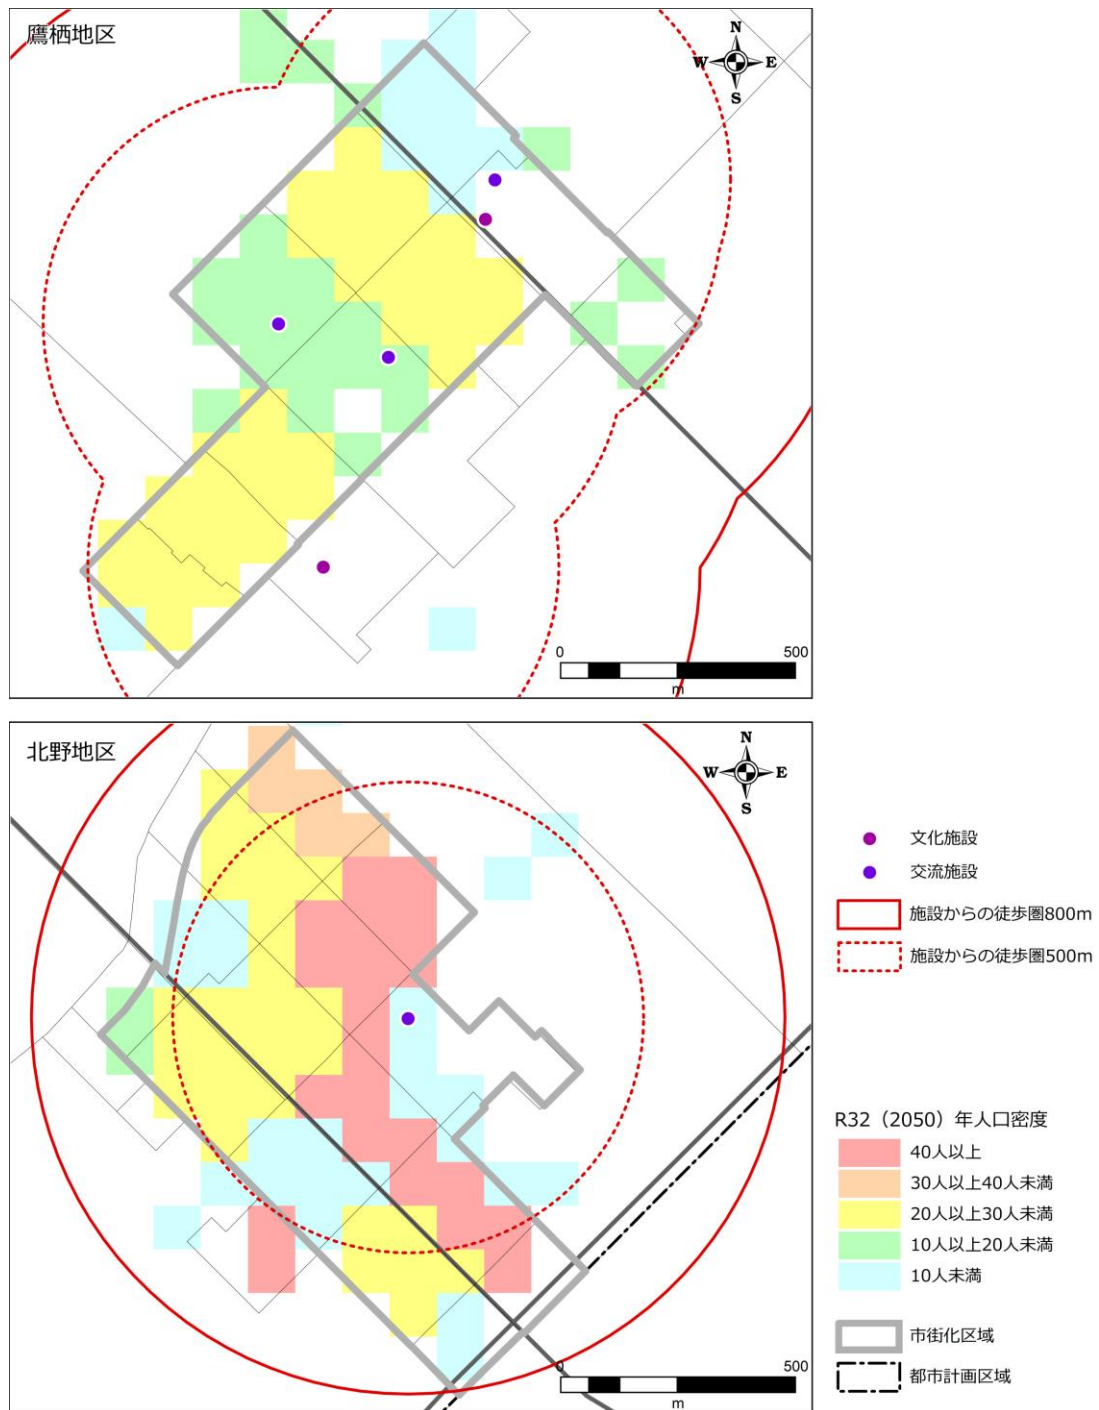 鷹栖地区
N
W E
S
0 500
m
北野地区
N
W E
S
0 500
m
文化施設
交流施設
施設からの徒歩圏800m
施設からの徒歩圏500m
R32（2050）年人口密度
40人以上
30人以上40人未満
20人以上30人未満
10人以上20人未満
10人未満
市街化区域
都市計画区域